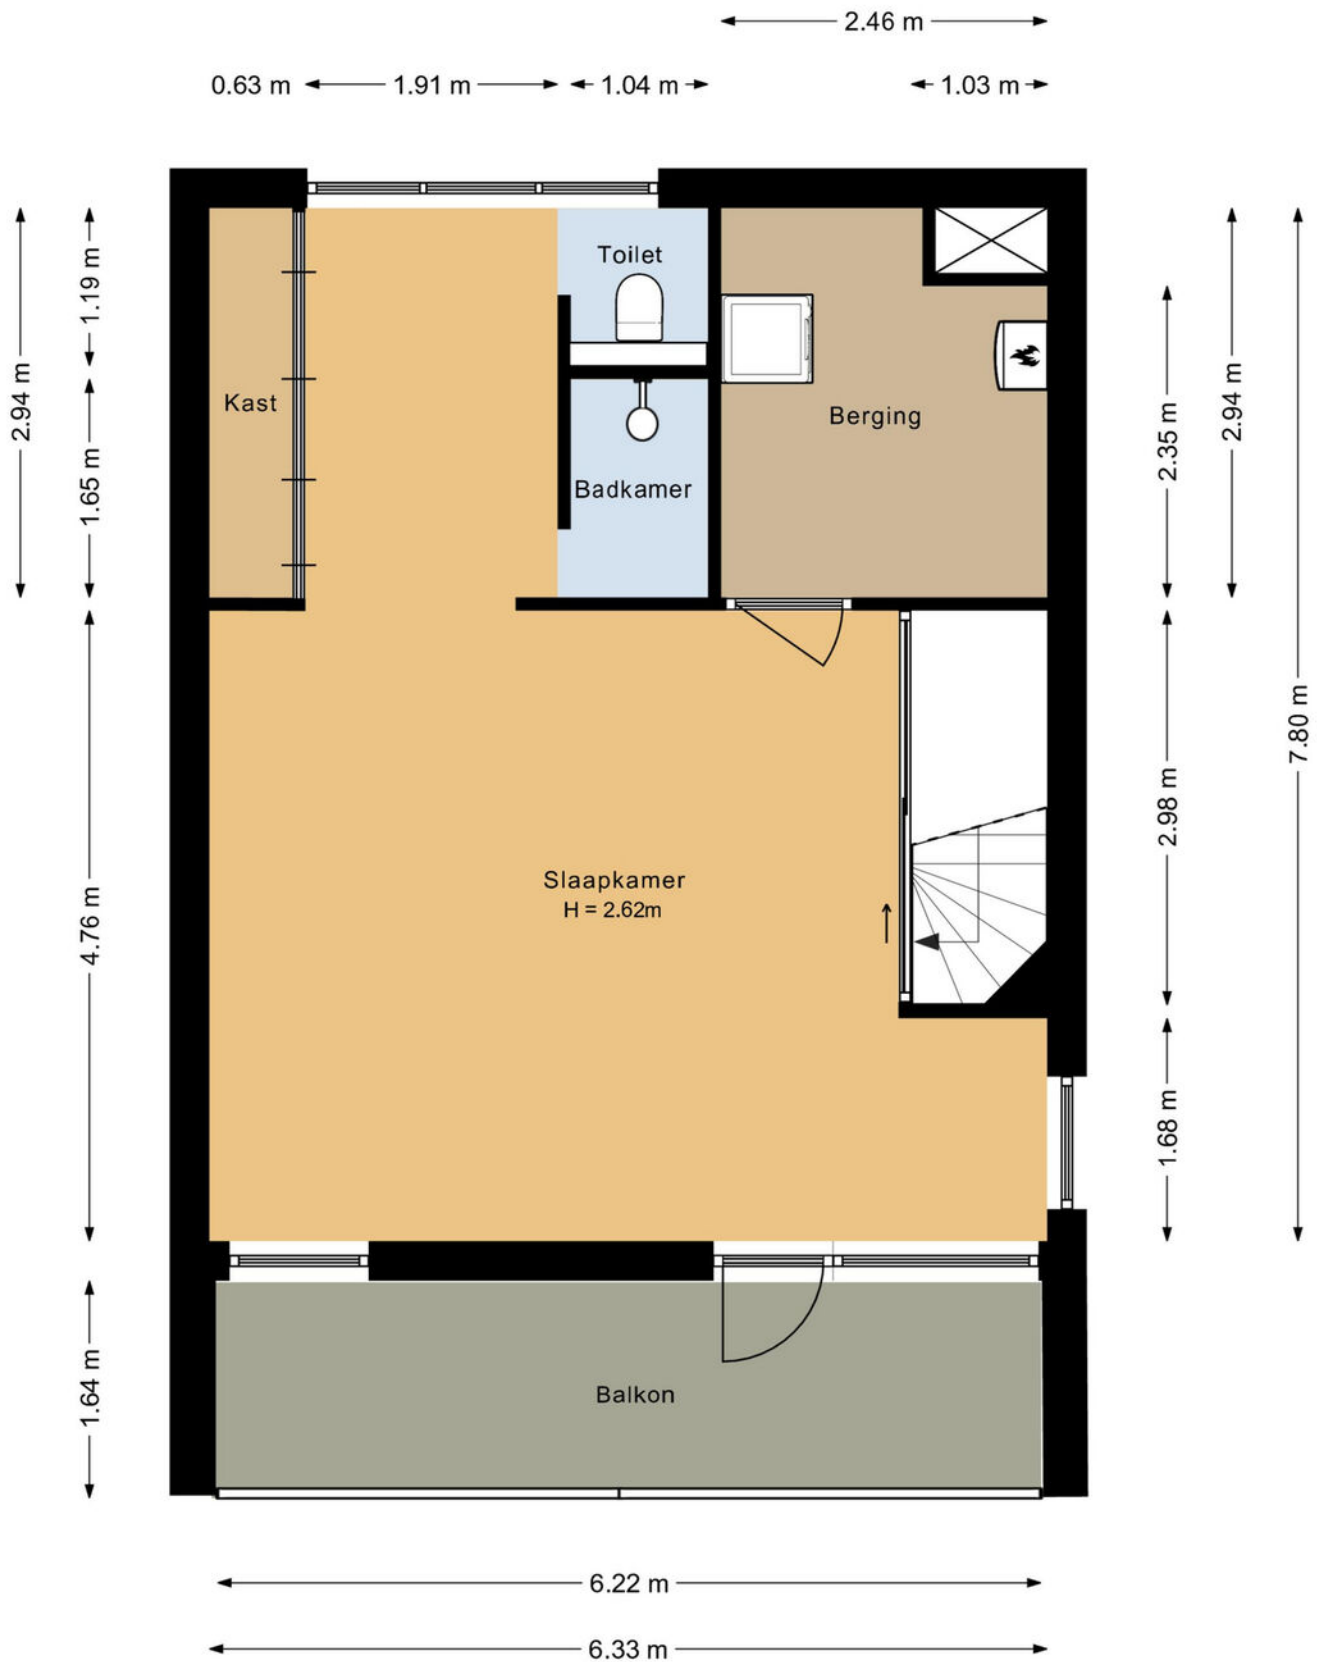 2.46 m
0.63 m
1.91 m
1.04 m
1.03 m
Toilet
1.19 m
2.94 m
Kast
1.65 m
Badkamer
Berging
2.35 m
2.94 m
7.80 m
Slaapkamer
H = 2.62m
4.76 m
2.98 m
1.68 m
Balkon
1.64 m
6.22 m
6.33 m